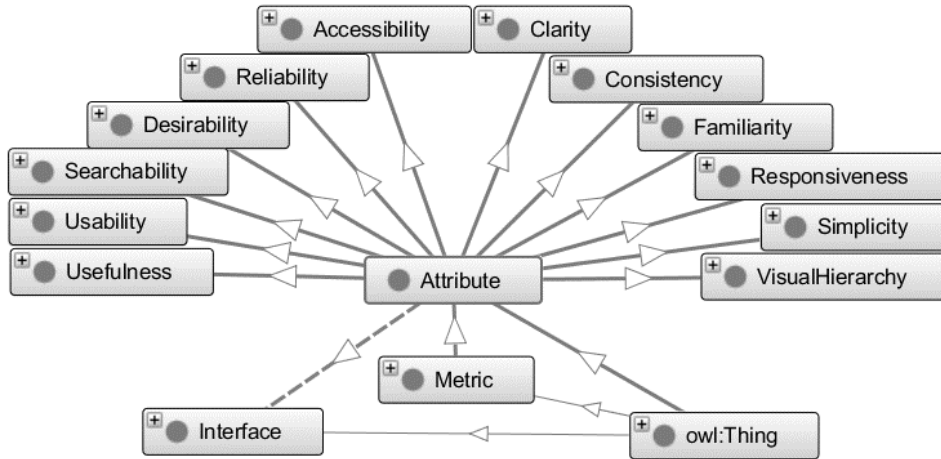 Accessibility
Clarity
Reliability
Consistency
Desirability
Familiarity
Searchability
Responsiveness
Usability
Simplicity
Usefulness
Attribute
VisualHierarchy
Metric
Interface
owl:Thing